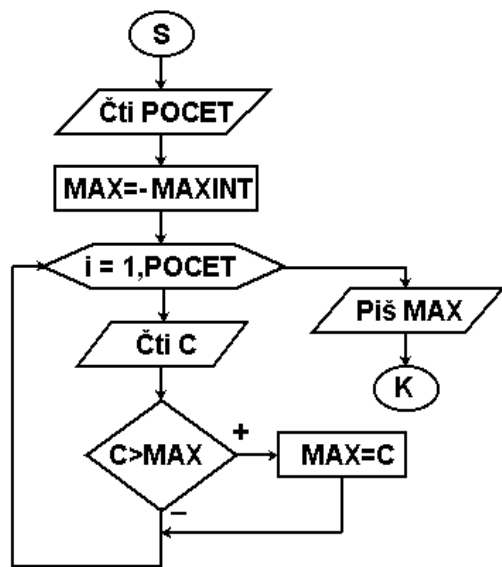 S
Čti POCET
MAX=-MAXINT
i = 1,POCET
Piš MAX
Čti C
K
C>MAX
+
MAX=C
–